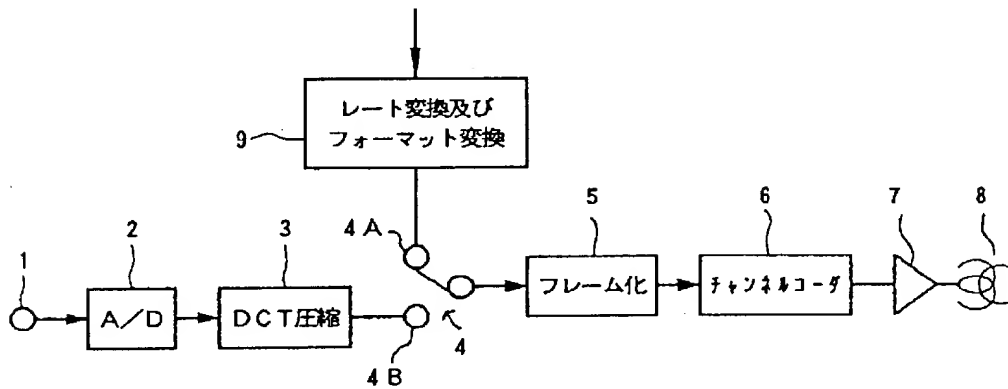 レート変換及び
フォーマット変換
9
4A
5
6
7
8
1
2
3
A/D
DCT圧縮
フレーム化
チャンネルコーダ
4
4B